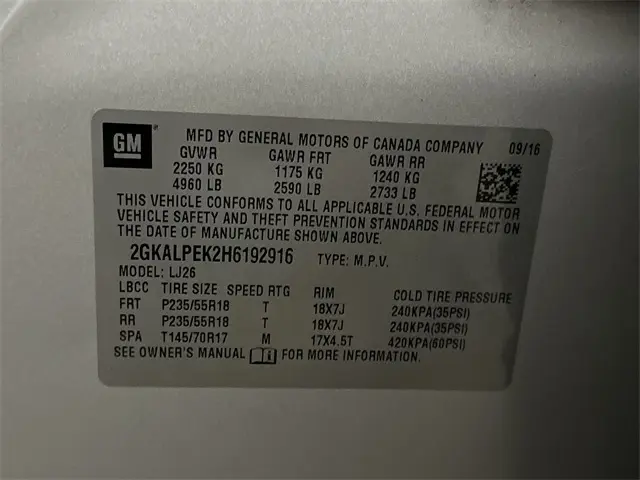 GM
MFD BY GENERAL MOTORS OF CANADA COMPANY 09/16
GVWR GAWR FRT GAWR RR
2250 KG 1175 KG 1240 KG
4960 LB 2590 LB 2733 LB
THIS VEHICLE CONFORMS TO ALL APPLICABLE U.S. FEDERAL MOTOR
VEHICLE SAFETY AND THEFT PREVENTION STANDARDS IN EFFECT ON
THE DATE OF MANUFACTURE SHOWN ABOVE.
2GKALPEK2H6192916 TYPE: M.P.V.
MODEL: LJ26
LBCC TIRE SIZE SPEED RTG RIM COLD TIRE PRESSURE
FRT P235/55R18 T 18X7J 240KPA(35PSI)
RR P235/55R18 T 18X7J 240KPA(35PSI)
SPA T145/70R17 M 17X4.5T 420KPA(60PSI)
SEE OWNER'S MANUAL FOR MORE INFORMATION.